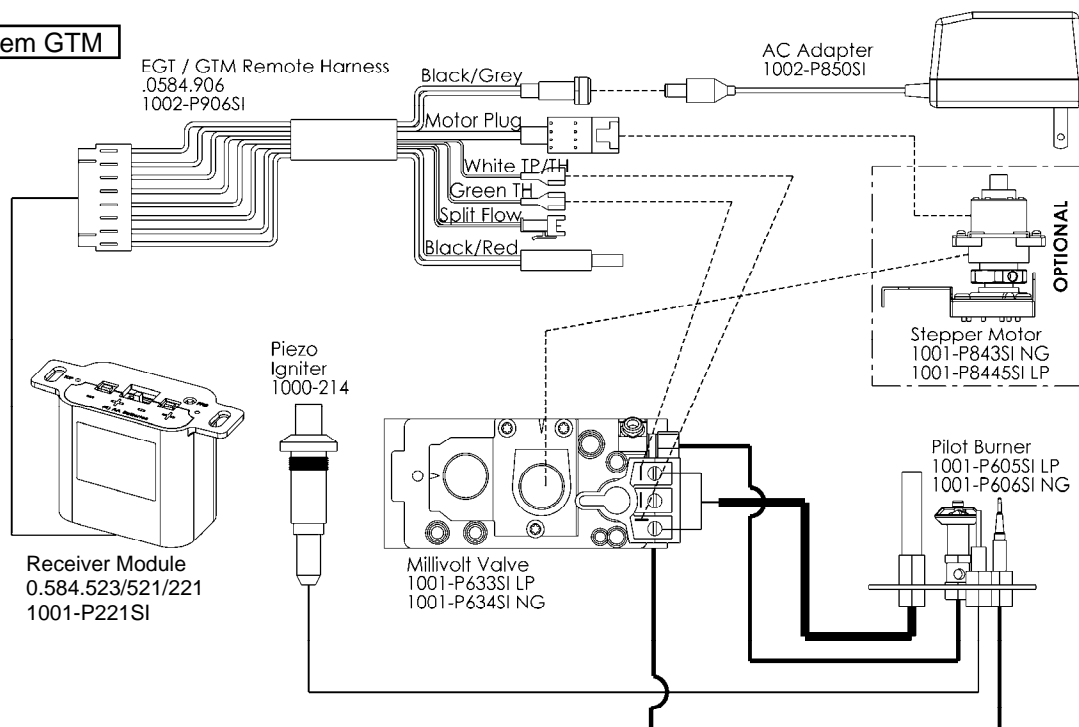 em GTM
EGT / GTM Remote Harness
.0584.906
1002-P906SI
Black/Grey
AC Adapter
1002-P850SI
Motor Plug
White TP/TH
Green TH
Split Flow
Black/Red
OPTIONAL
Stepper Motor
1001-P843SI NG
1001-P8445SI LP
Piezo
Igniter
1000-214
Pilot Burner
1001-P605SI LP
1001-P606SI NG
Receiver Module
0.584.523/521/221
1001-P221SI
Millivolt Valve
1001-P633SI LP
1001-P634SI NG